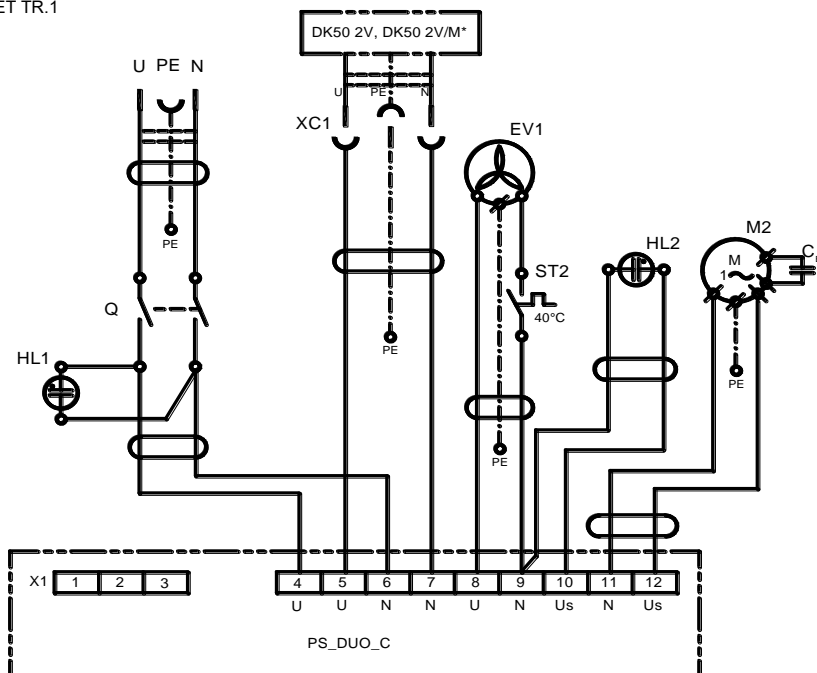 ET TR.1
DK50 2V, DK50 2V/M*
U PE N
U PE N
XC1
EV1
PE
M2
HL2
M
1
ST2
Q
40°C
PE
HL1
PE
PE
X1 1 2 3 4 5 6 7 8 9 10 11 12
U U N N U N Us N Us
PS_DUO_C